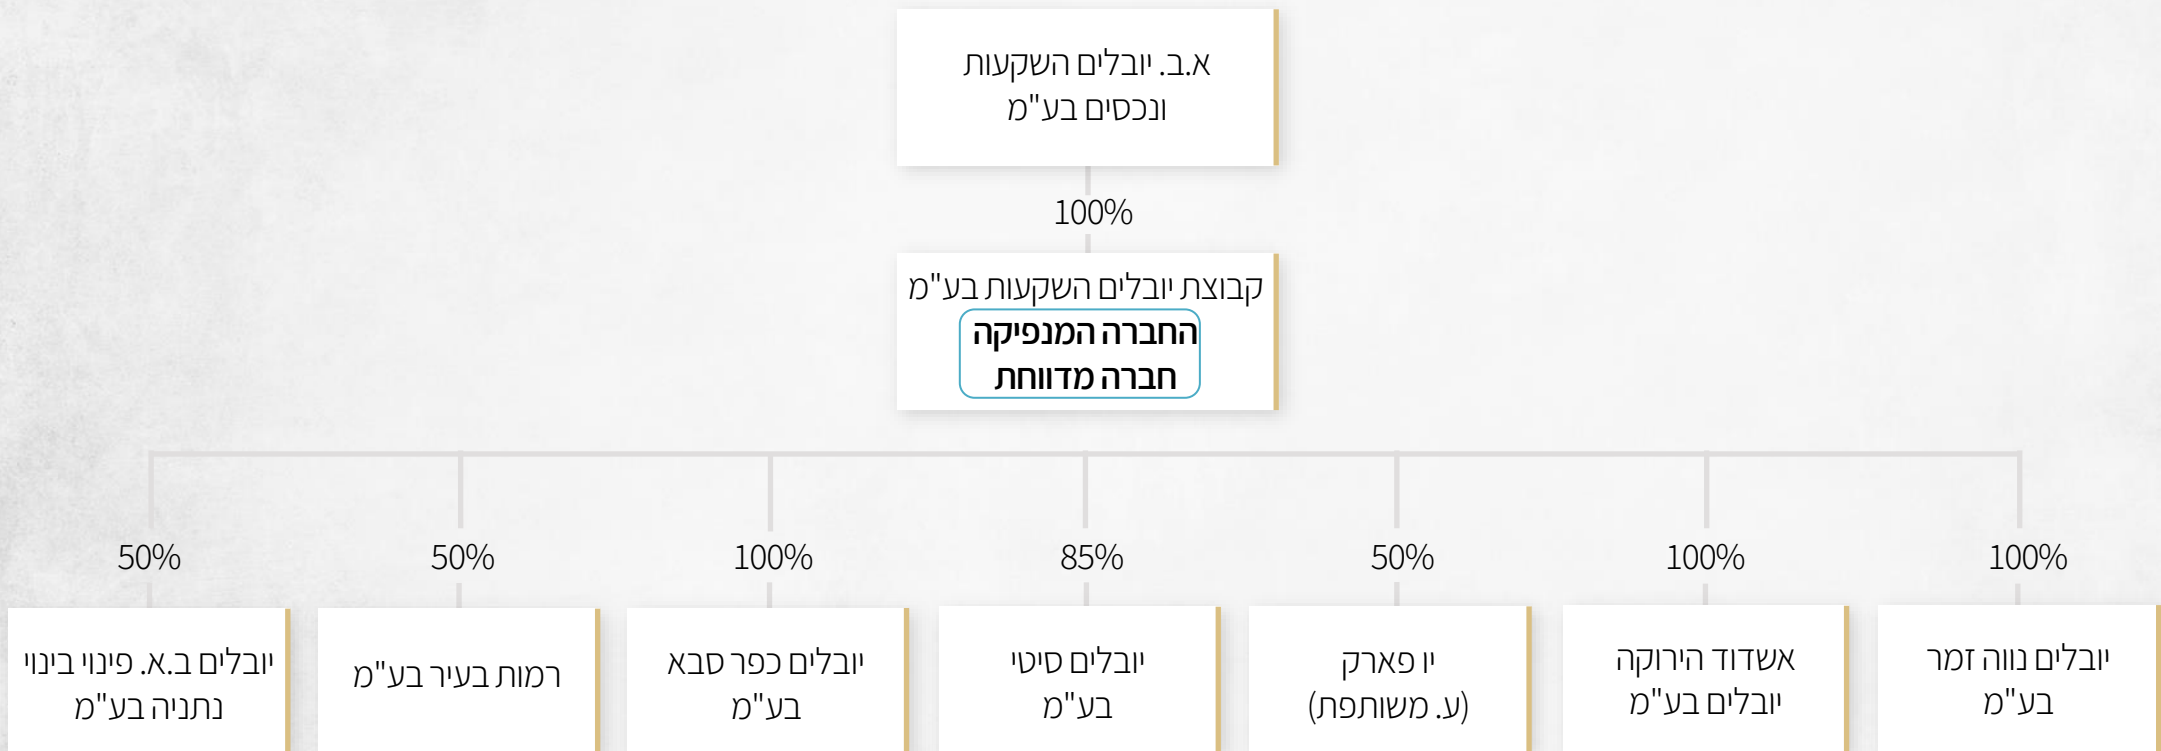 א.ב. יובלים השקעות
ונכסים בע"מ
100%
קבוצת יובלים השקעות בע"מ
החברה המנפיקה
חברה מדווחת
100%
100%
50%
85%
100%
50%
50%
יובלים נווה זמר
בע"מ
אשדוד הירוקה
יובלים בע"מ
יו פארק
(ע. משותפת)
יובלים סיטי
בע"מ
יובלים כפר סבא
בע"מ
רמות בעיר בע"מ
יובלים ב.א. פינוי בינוי
נתניה בע"מ